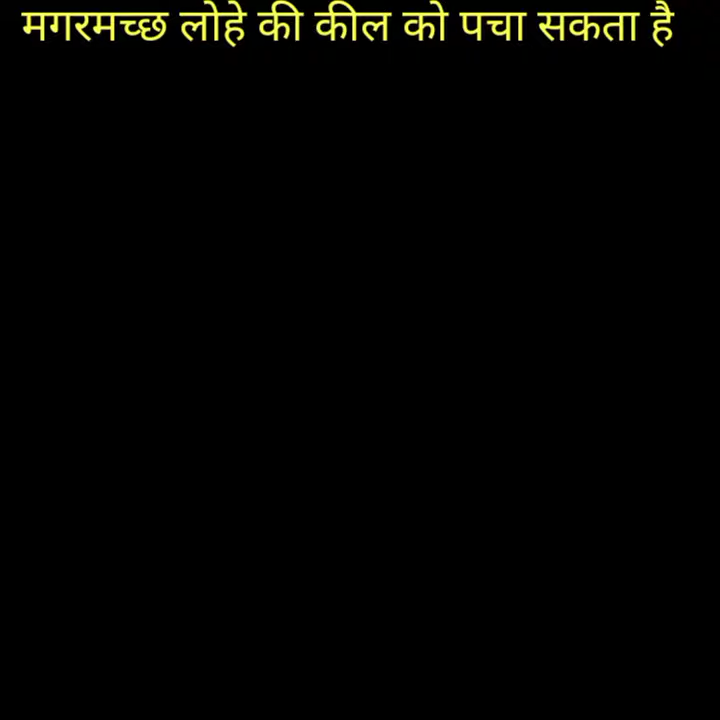 मगरमच्छ लोहे की कील को पचा सकता है